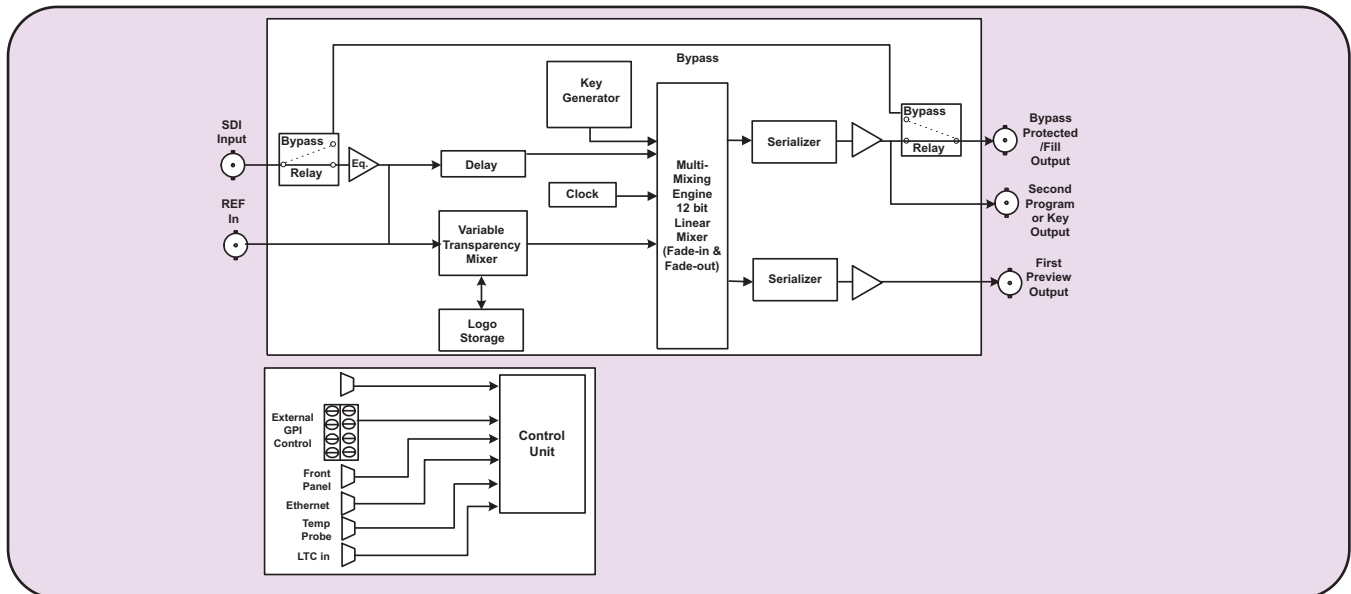 Bypass
Key
Generator
SDI
Input
Bypass
Relay
Eq.
Delay
Clock
REF
In
Variable
Transparency
Mixer
Logo
Storage
Multi-
Mixing
Engine
12 bit
Linear
Mixer
(Fade-in &
Fade-out)
Serializer
Serializer
Bypass
Relay
Bypass
Protected
/Fill
Output
Second
Program
or Key
Output
First
Preview
Output
External
GPI
Control
Front
Panel
Ethernet
Temp
Probe
LTC in
Control
Unit